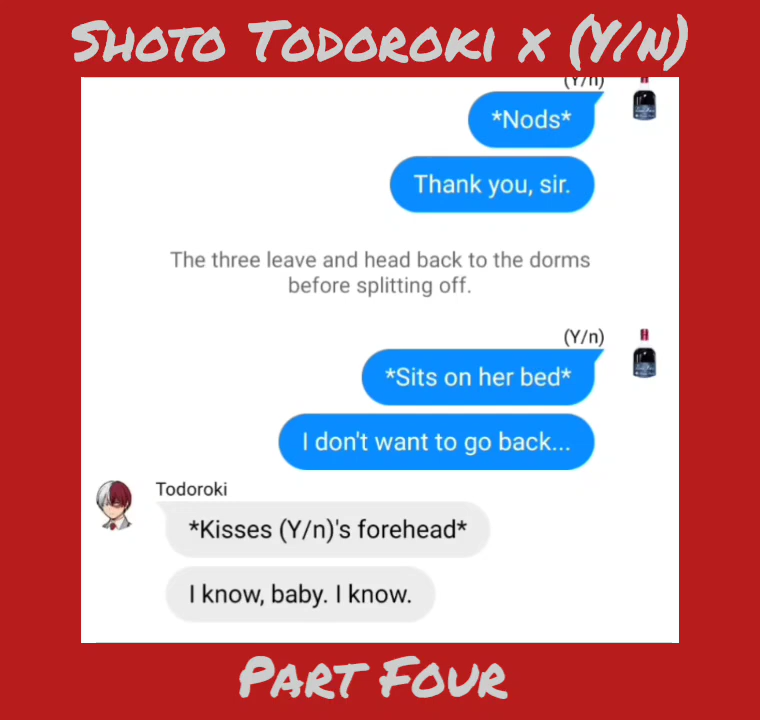 Shoto Todoroki x (Y/n)
(Y/n)
*Nods*
Thank you, sir.
The three leave and head back to the dorms
before splitting off.
(Y/n)
*Sits on her bed*
I don't want to go back...
Todoroki
*Kisses (Y/n)'s forehead*
I know, baby. I know.
Part Four